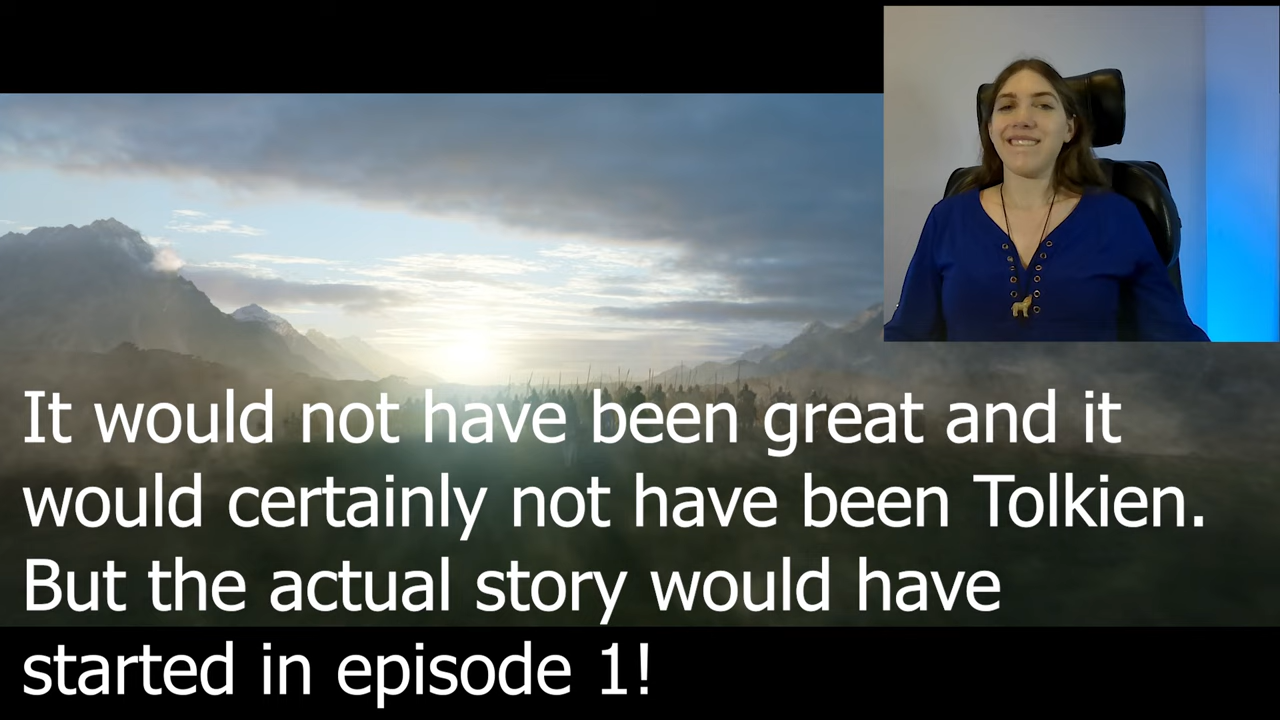 It would not have been great and it
would certainly not have been Tolkien.
But the actual story would have
started in episode 1!